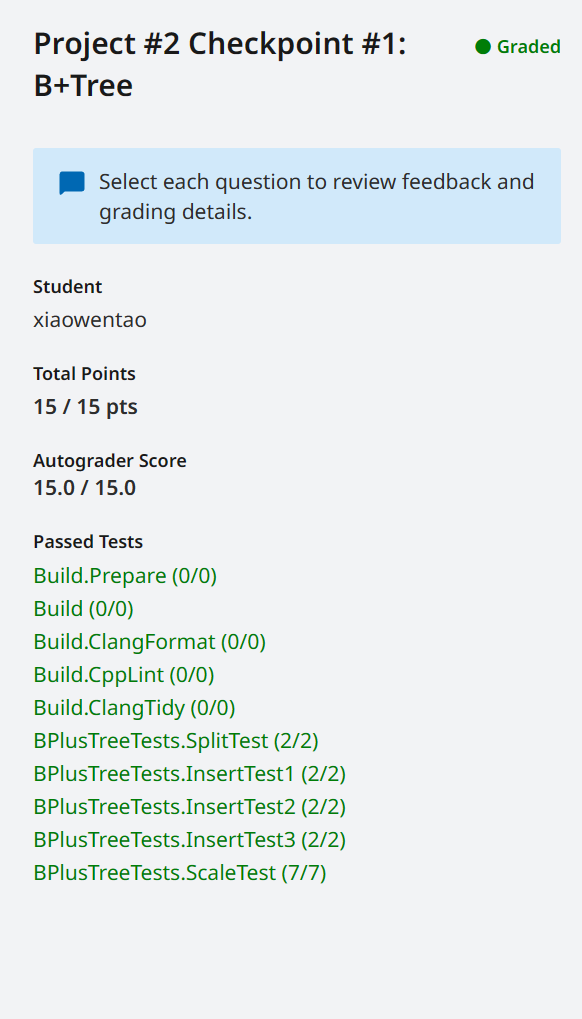 Project #2 Checkpoint #1:
B+Tree
Graded
Select each question to review feedback and
grading details.
Student
xiaowentao
Total Points
15 / 15 pts
Autograder Score
15.0 / 15.0
Passed Tests
Build.Prepare (0/0)
Build (0/0)
Build.ClangFormat (0/0)
Build.CppLint (0/0)
Build.ClangTidy (0/0)
BPlusTreeTests.SplitTest (2/2)
BPlusTreeTests.InsertTest1 (2/2)
BPlusTreeTests.InsertTest2 (2/2)
BPlusTreeTests.InsertTest3 (2/2)
BPlusTreeTests.ScaleTest (7/7)